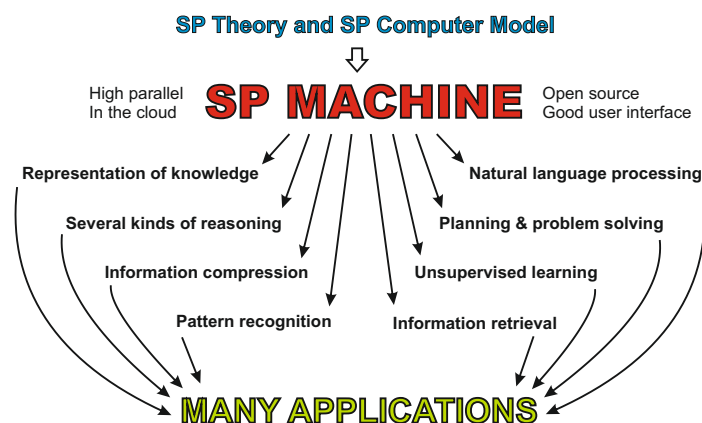 SP Theory and SP Computer Model
High parallel
In the cloud
SP MACHINE
Open source
Good user interface
Representation of knowledge
Natural language processing
Several kinds of reasoning
Planning & problem solving
Information compression
Unsupervised learning
Pattern recognition
Information retrieval
MANY APPLICATIONS